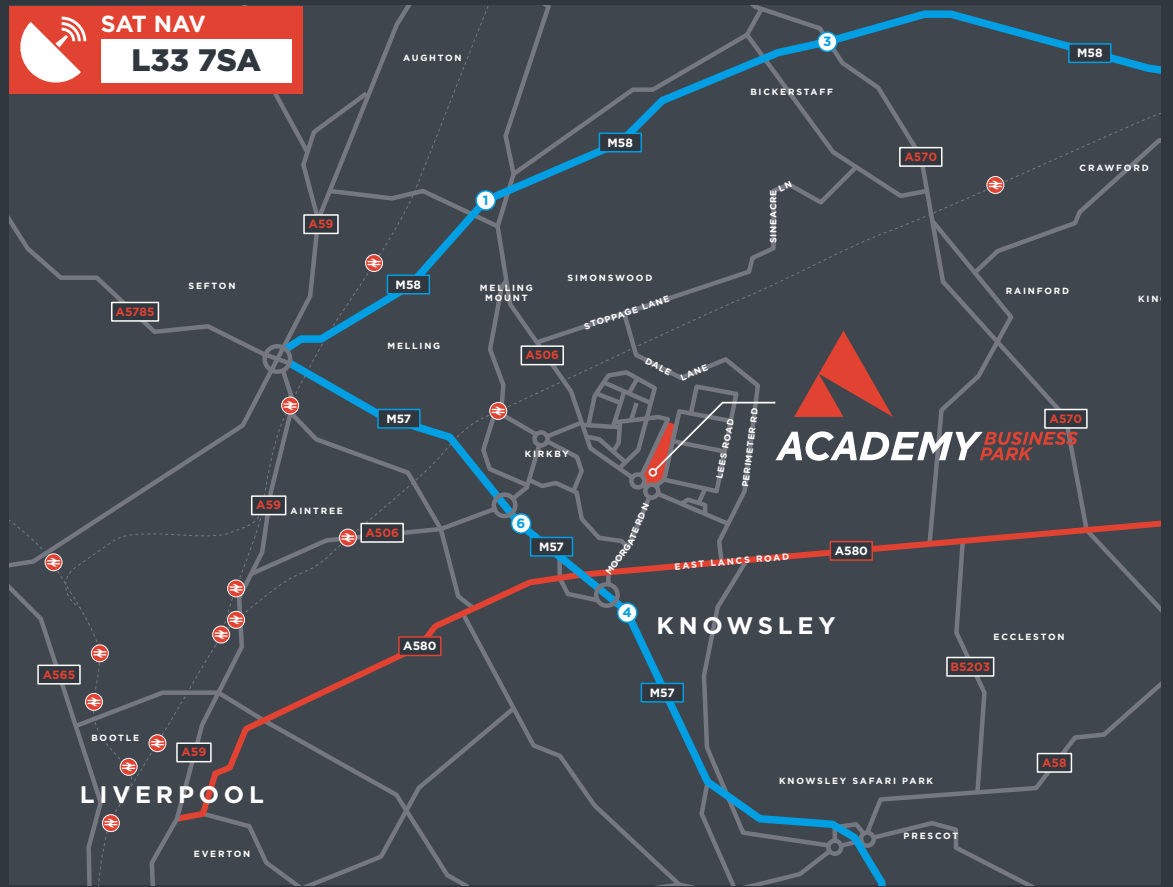 SAT NAV
L33 7SA
AUGHTON
3
M58
BICKERSTAFF
M58
A570
CRAWFORD
SINEACRE LN
1
A59
SEFTON
M58
MELLING
MOUNT
SIMONSWOOD
RAINFORD
KIN
A5785
STOPPAGE LANE
MELLING
A506
DALE LANE
M57
A570
LEES ROAD
PERIMETER RD
ACADEMY
BUSINESS
PARK
KIRKBY
A59
AINTREE
A506
6
M57
MOORGATE RD N
EAST LANCS ROAD
A580
4
KNOWSLEY
ECCLESTON
A580
B5203
A565
M57
BOOTLE
A59
A58
KNOWSLEY SAFARI PARK
LIVERPOOL
PRESCOT
EVERTON